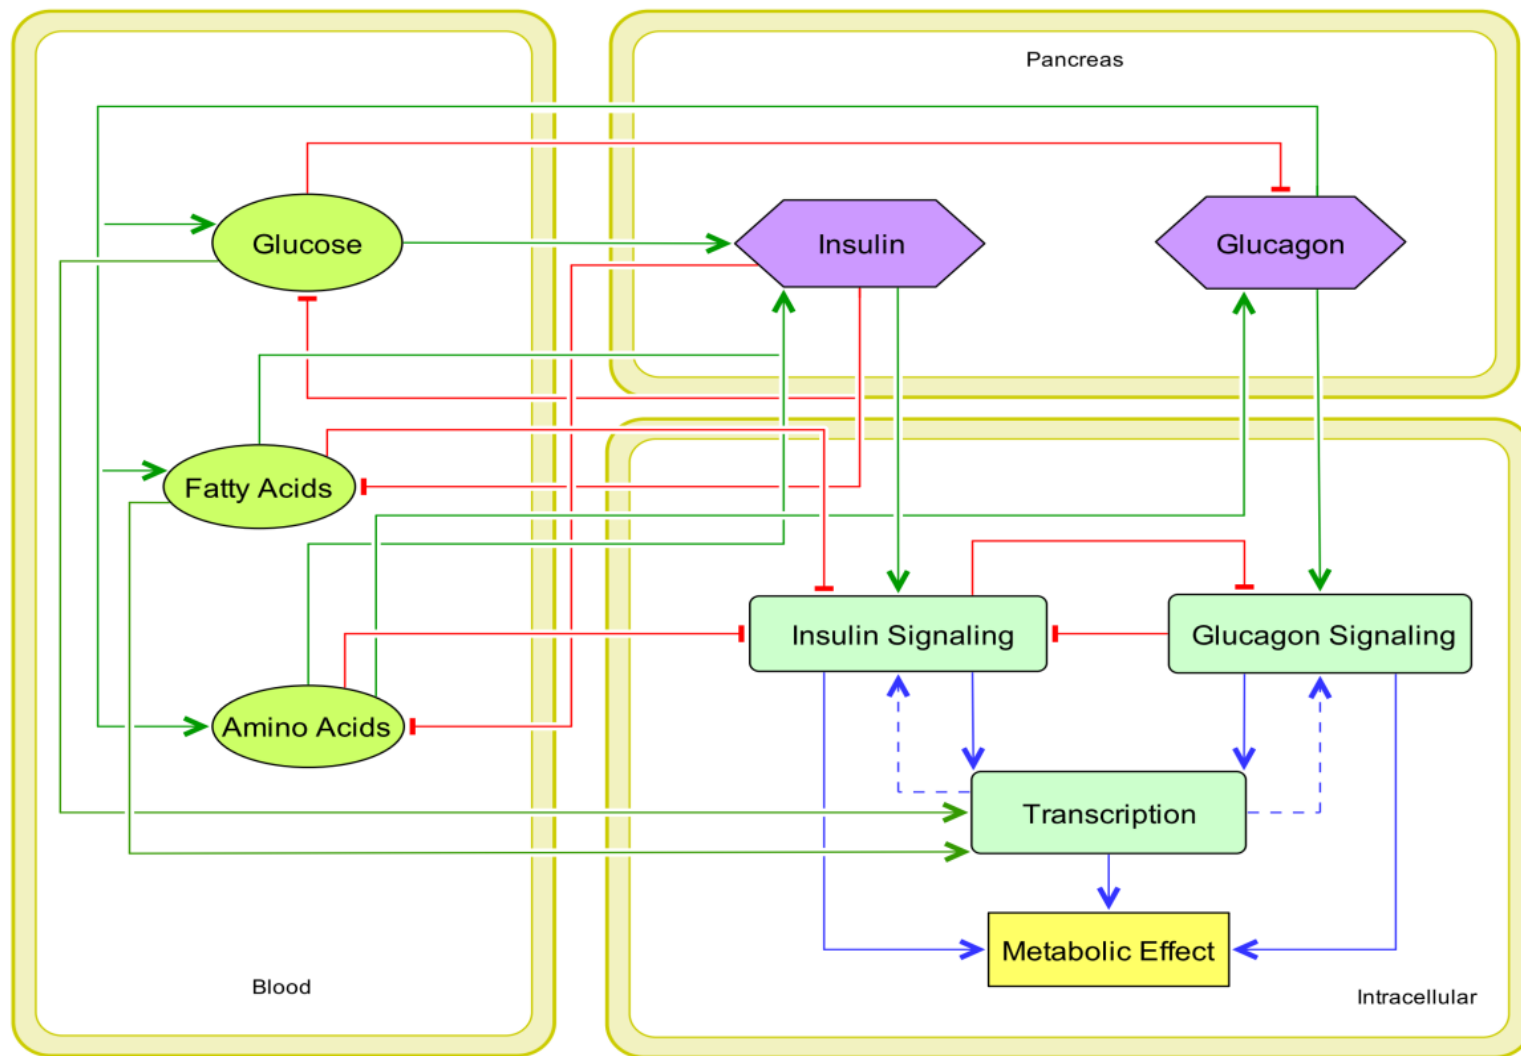 Pancreas
Glucose
Insulin
Glucagon
Fatty Acids
Insulin Signaling
Glucagon Signaling
Amino Acids
Transcription
Metabolic Effect
Blood
Intracellular